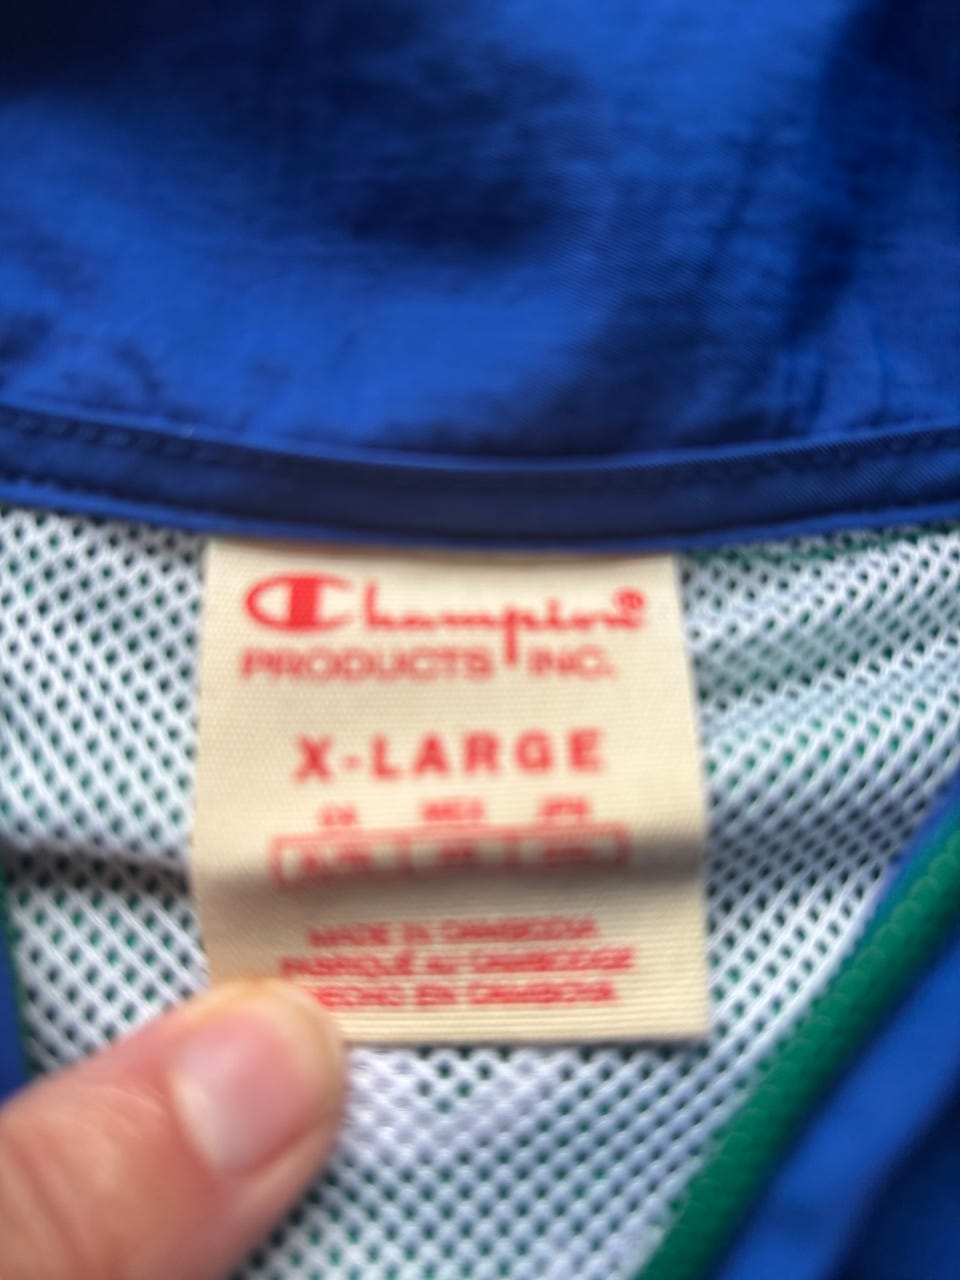 Champion®
PRODUCTS INC.
X-LARGE
MADE IN CAMBODIA
FABRIQUÉ AU CAMBODGE
HECHO EN CAMBOYA